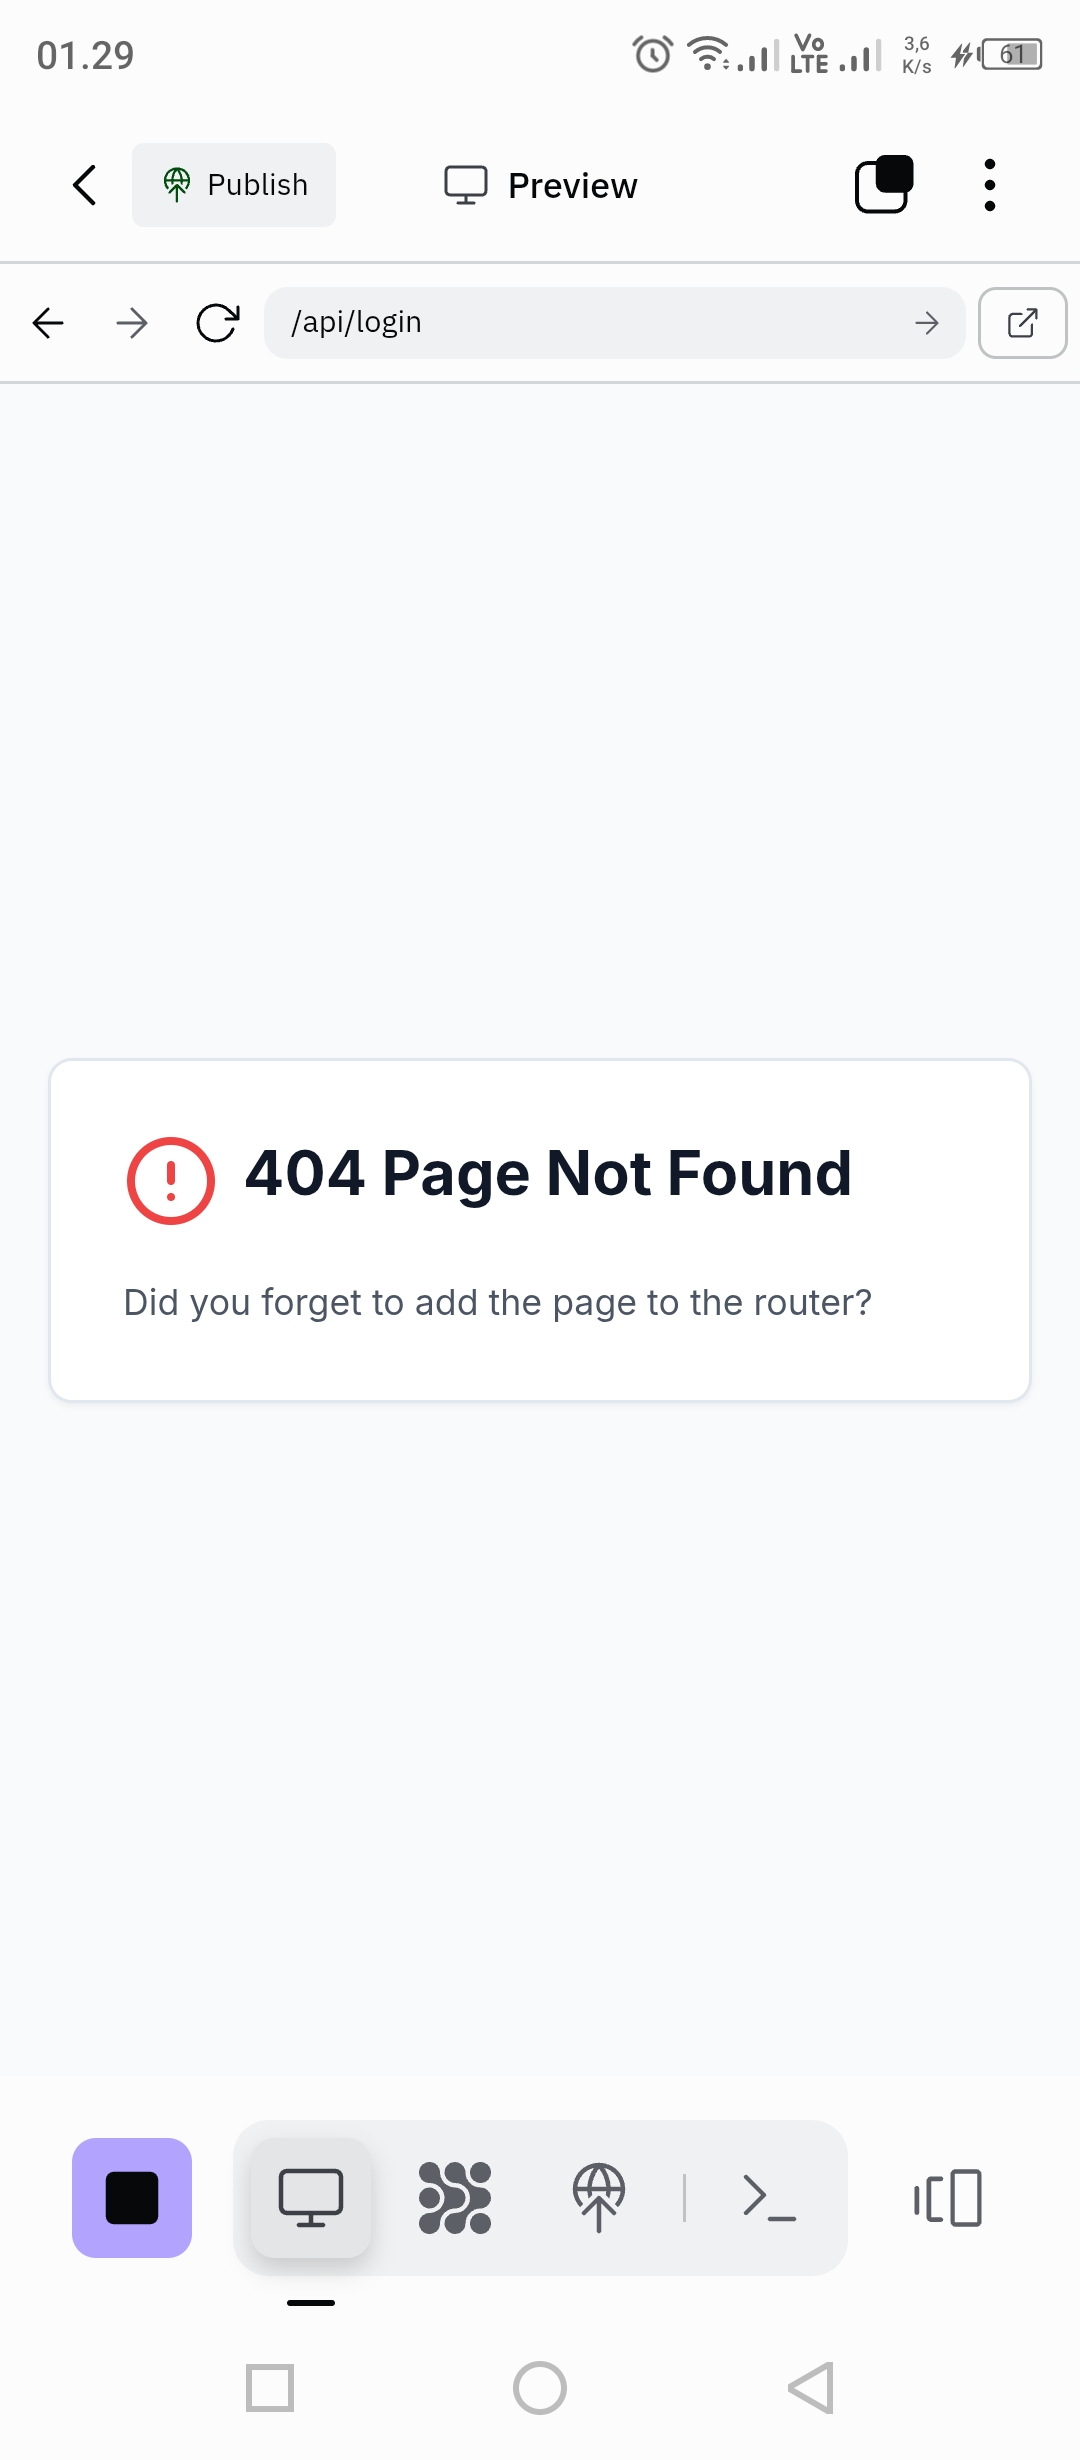 01.29
Vo LTE
3,6 K/s
61
Publish
Preview
/api/login
404 Page Not Found
Did you forget to add the page to the router?